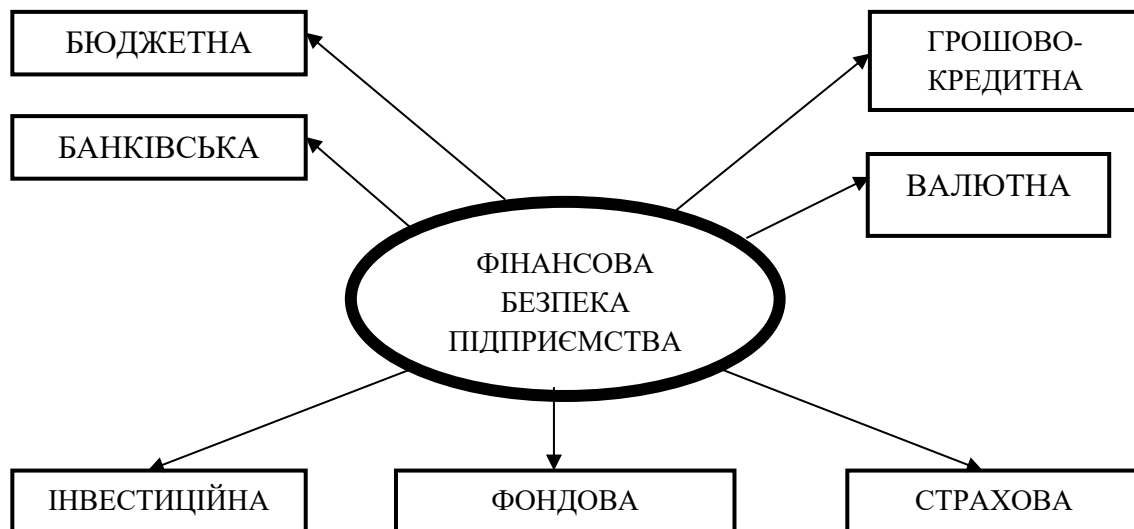 БЮДЖЕТНА
ГРОШОВО-
КРЕДИТНА
БАНКІВСЬКА
ВАЛЮТНА
ФІНАНСОВА
БЕЗПЕКА
ПІДПРИЄМСТВА
ІНВЕСТИЦІЙНА
ФОНДОВА
СТРАХОВА